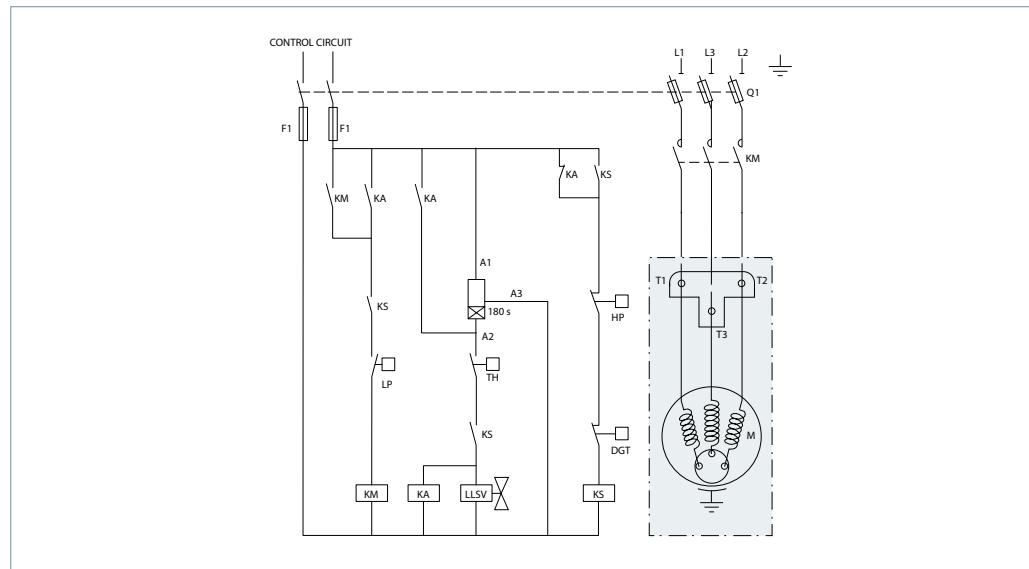 CONTROL CIRCUIT
L1 L3 L2
Q1
F1 F1
KM
KA KS
KM KA KA
A1
T1 T2
A3
KS
180 s
HP
T3
A2
LP
TH
KS
M
DGT
KM KA LLSV KS